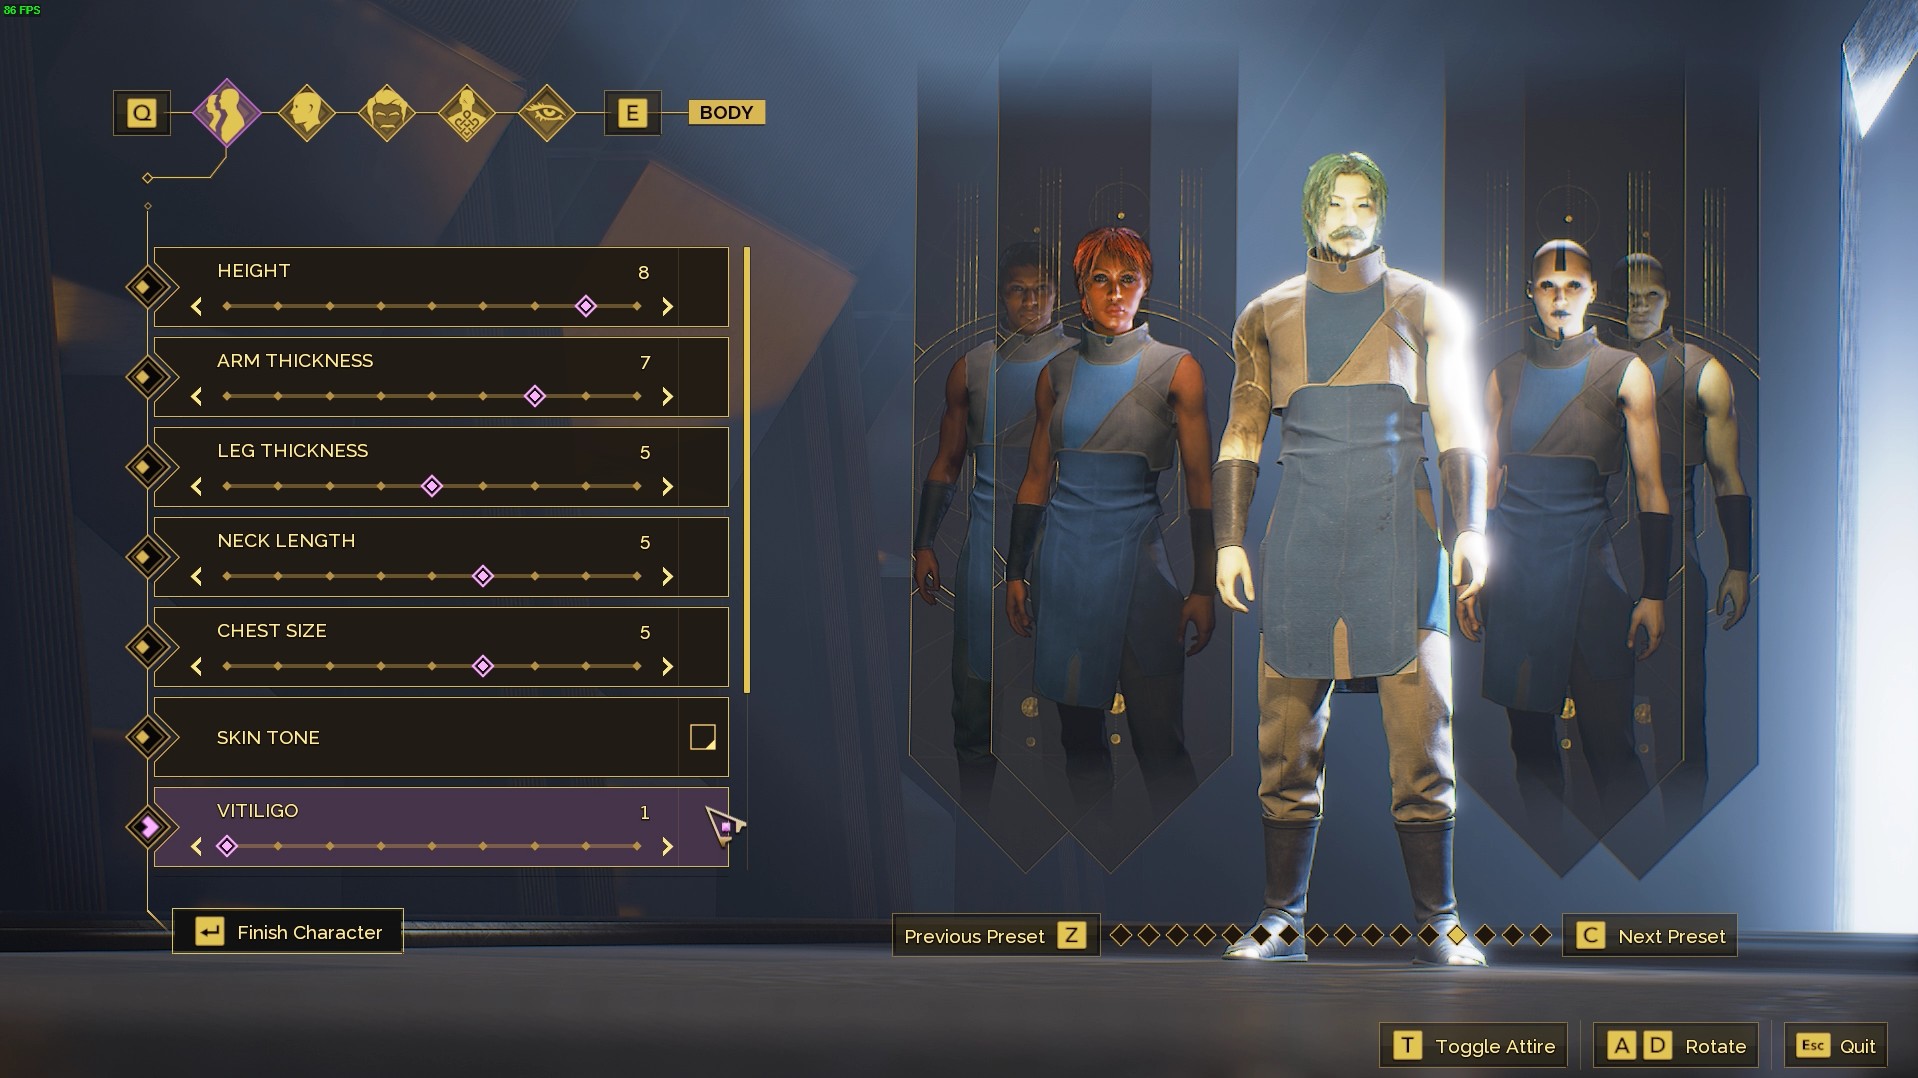 86 FPS
Q
E
BODY
HEIGHT 8
ARM THICKNESS 7
LEG THICKNESS 5
NECK LENGTH 5
CHEST SIZE 5
SKIN TONE
VITILIGO 1
Finish Character
Previous Preset Z
C Next Preset
T Toggle Attire
A D Rotate
Esc Quit